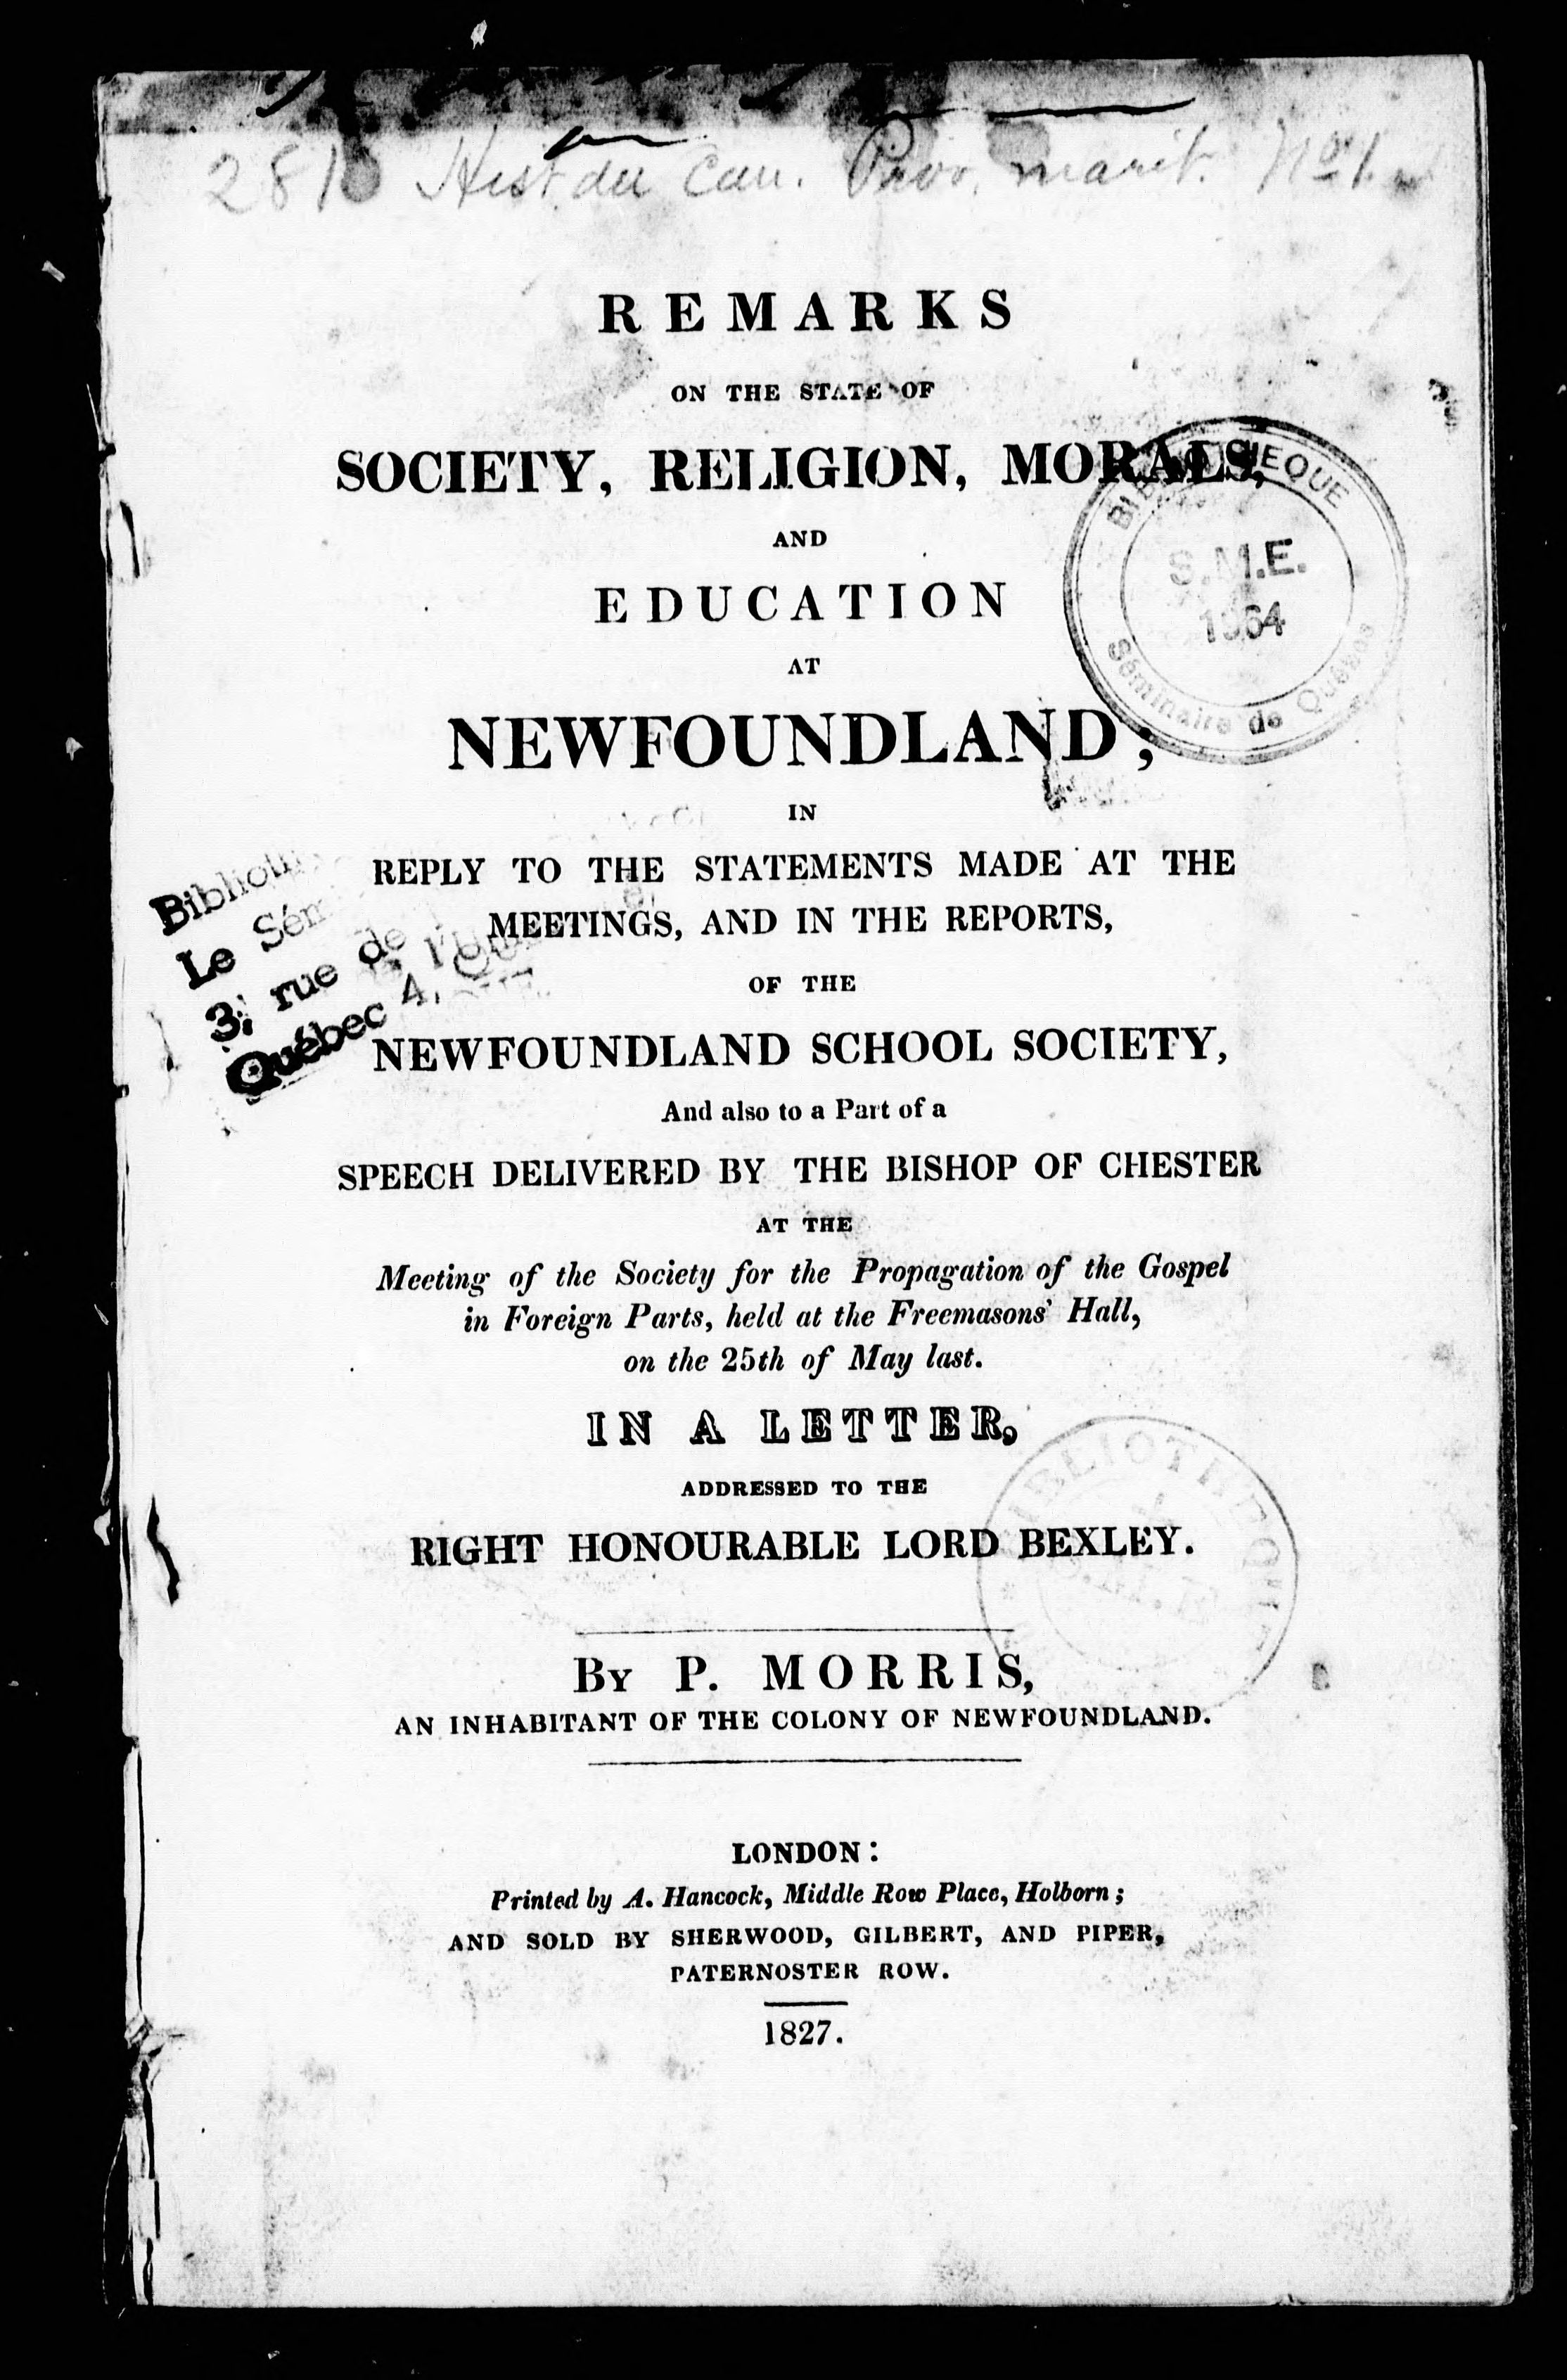 Hist. du Can. Prov. marit. No 1.
REMARKS
ON THE STATE OF
SOCIETY, RELIGION, MORALS,
AND
EDUCATION
AT
NEWFOUNDLAND;
IN
REPLY TO THE STATEMENTS MADE AT THE
MEETINGS, AND IN THE REPORTS,
OF THE
NEWFOUNDLAND SCHOOL SOCIETY,
And also to a Part of a
SPEECH DELIVERED BY THE BISHOP OF CHESTER
AT THE
Meeting of the Society for the Propagation of the Gospel
in Foreign Parts, held at the Freemasons' Hall,
on the 25th of May last.
IN A LETTER,
ADDRESSED TO THE
RIGHT HONOURABLE LORD BEXLEY.
BY P. MORRIS,
AN INHABITANT OF THE COLONY OF NEWFOUNDLAND.
LONDON:
Printed by A. Hancock, Middle Row Place, Holborn;
AND SOLD BY SHERWOOD, GILBERT, AND PIPER,
PATERNOSTER ROW.
1827.
BIBLIOTHEQUE
S.M.E.
1964
Séminaire de Québec
Le
3, rue de
Québec 4,
BIBLIOTHEQUE